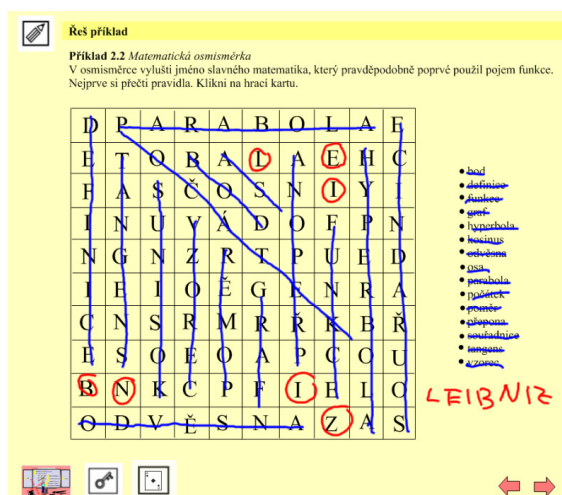 Řeš příklad
Příklad 2.2 Matematická osmisměrka
V osmisměrce vylušti jméno slavného matematika, který pravděpodobně poprvé použil pojem funkce.
Nejprve si přečti pravidla. Klikni na hrací kartu.
D P A R A B O L A E
E T O B A L A E H C
F A S Č O S N I Y I
I N U V Á D O F P N
N G N Z R T P U E D
I E I O Ě G E N R A
C N S R M R Ř K B Ř
E S O E O A P C O U
B N K C P F I E L O
O D V Ě S N A Z A S
bod
definice
funkce
graf
hyperbola
kosinus
odvěsna
osa
parabola
počátek
poměr
přepona
souřadnice
tangens
vzorec
LEIBNIZ